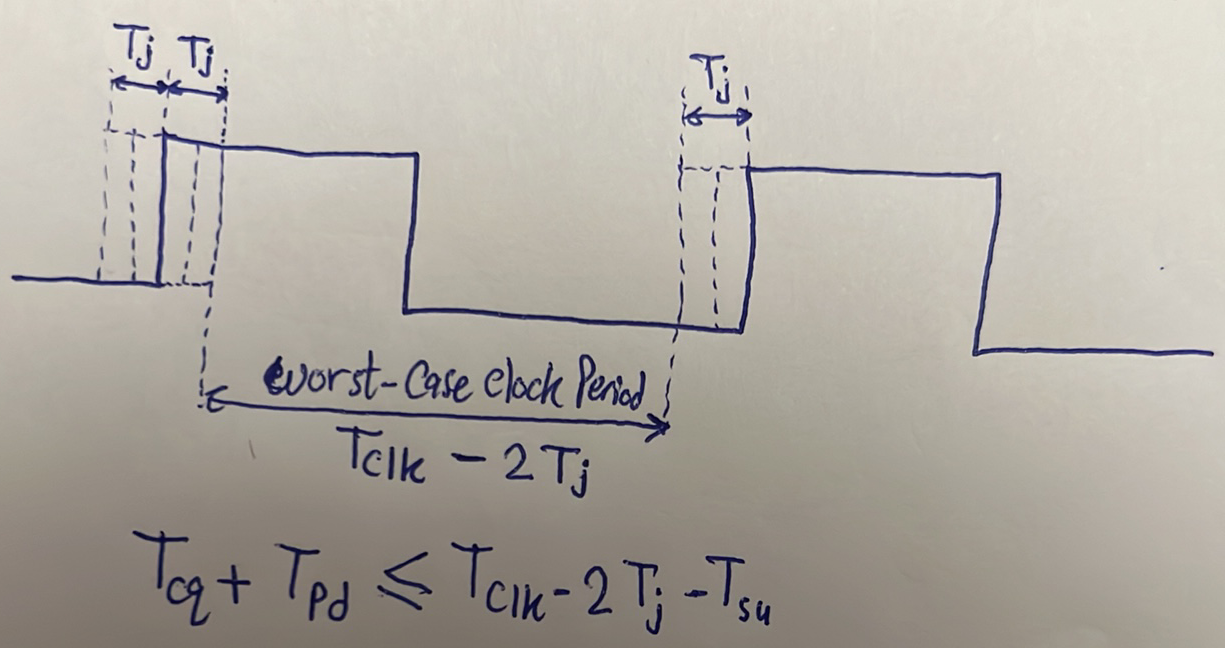 Tj Tj Tj
Worst-Case Clock Period
Tclk - 2Tj
Tcq + Tpd ≤ Tclk - 2Tj - Tsu